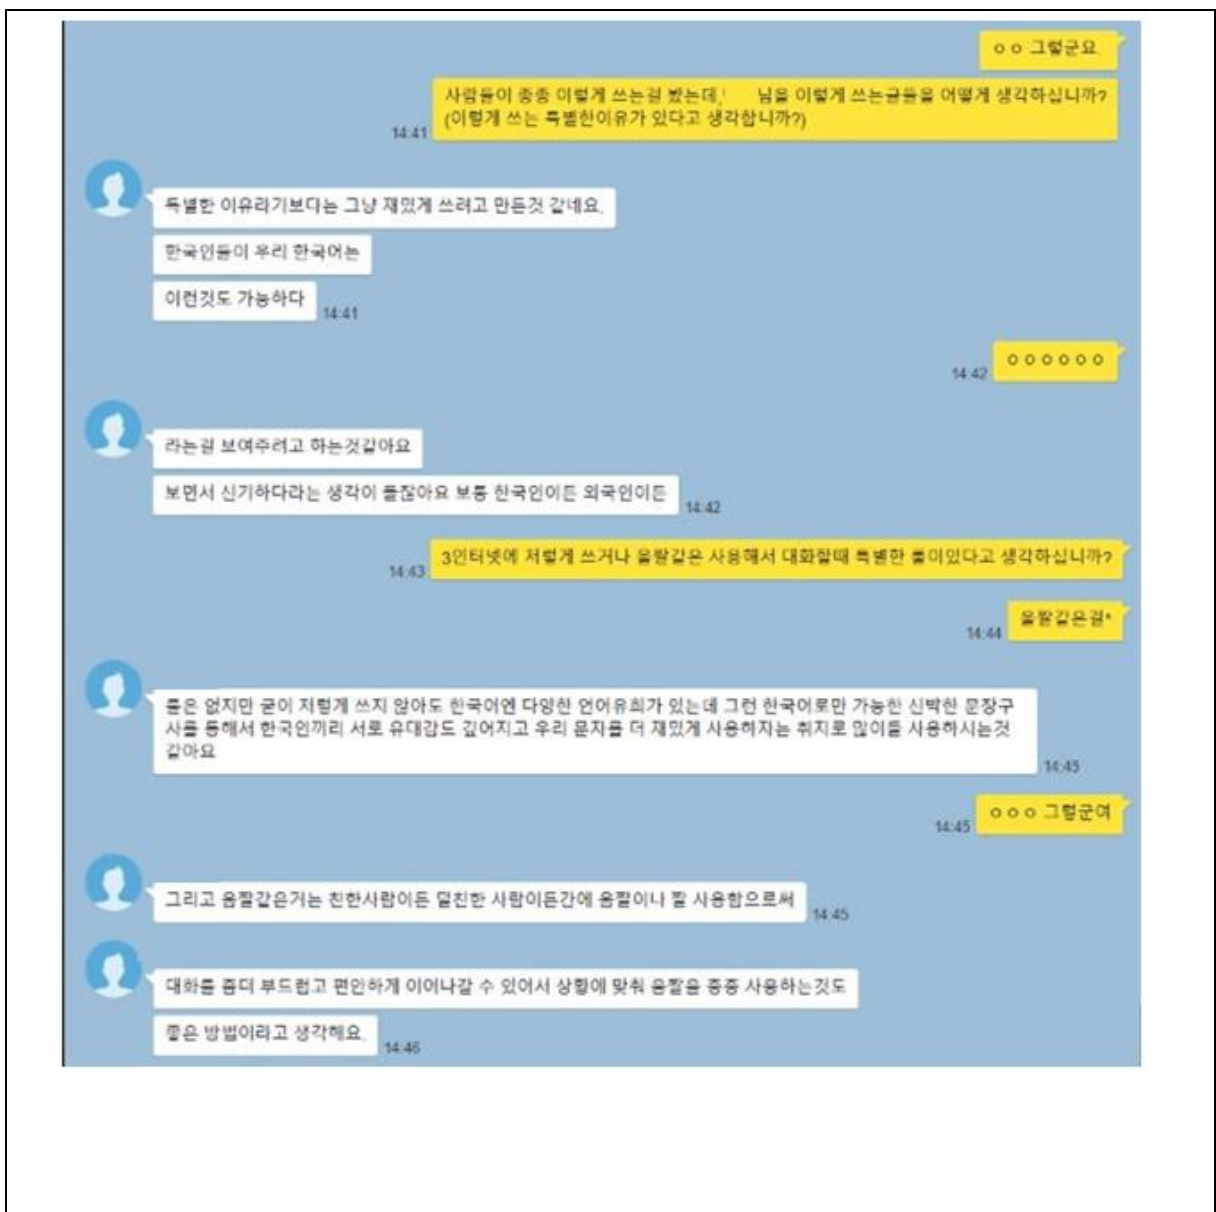 ㅇㅇ 그렇군요.
사람들이 종종 이렇게 쓰는걸 봤는데, 님을 이렇게 쓰는글들을 어떻게 생각하십니까?
(이렇게 쓰는 특별한이유가 있다고 생각합니까?)
14:41
특별한 이유라기보다는 그냥 재밌게 쓰려고 만든것 같네요.
한국인들이 우리 한국어는
이런것도 가능하다
14:41
ㅇㅇㅇㅇㅇㅇ
14:42
라는걸 보여주려고 하는것같아요
보면서 신기하다라는 생각이 들잖아요 보통 한국인이든 외국인이든
14:42
3인터넷에 저렇게 쓰거나 움짤같은 사용해서 대화할때 특별한 룰이있다고 생각하십니까?
14:43
움짤같은걸*
14:44
룰은 없지만 굳이 저렇게 쓰지 않아도 한국어엔 다양한 언어유희가 있는데 그런 한국어로만 가능한 신박한 문장구
사를 통해서 한국인끼리 서로 유대감도 깊어지고 우리 문자를 더 재밌게 사용하자는 취지로 많이들 사용하시는것
같아요
14:45
ㅇㅇㅇ 그렇군여
14:45
그리고 움짤같은거는 친한사람이든 덜친한 사람이든간에 움짤이나 짤 사용함으로써
14:45
대화를 좀더 부드럽고 편안하게 이어나갈 수 있어서 상황에 맞춰 움짤을 종종 사용하는것도
좋은 방법이라고 생각해요.
14:46